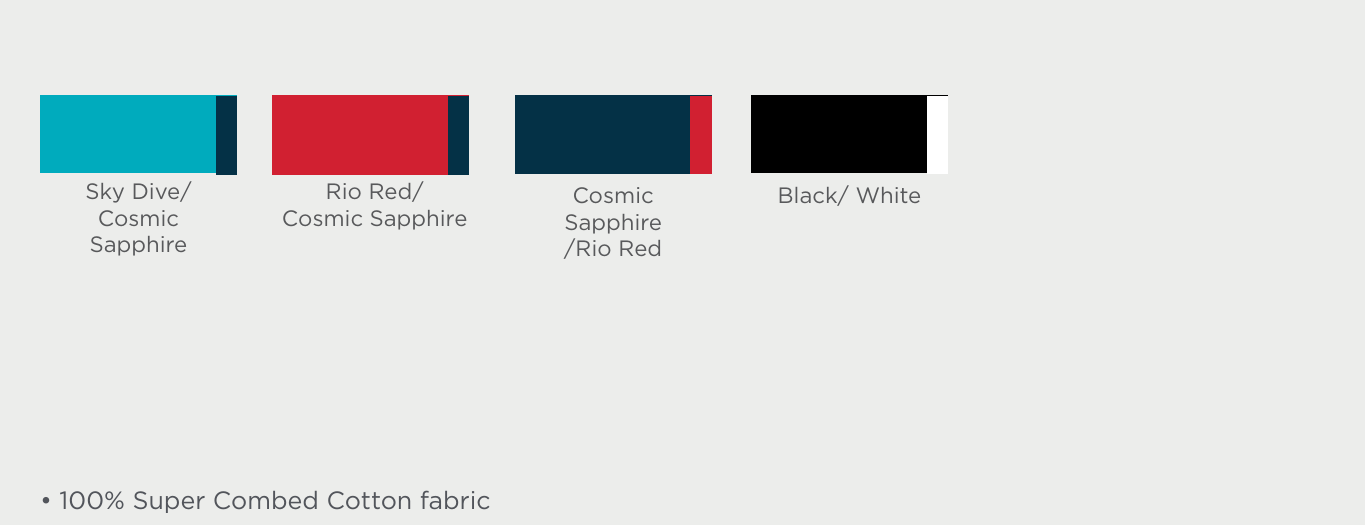 Sky Dive/
Cosmic
Sapphire
Rio Red/
Cosmic Sapphire
Cosmic
Sapphire
/Rio Red
Black/ White
• 100% Super Combed Cotton fabric